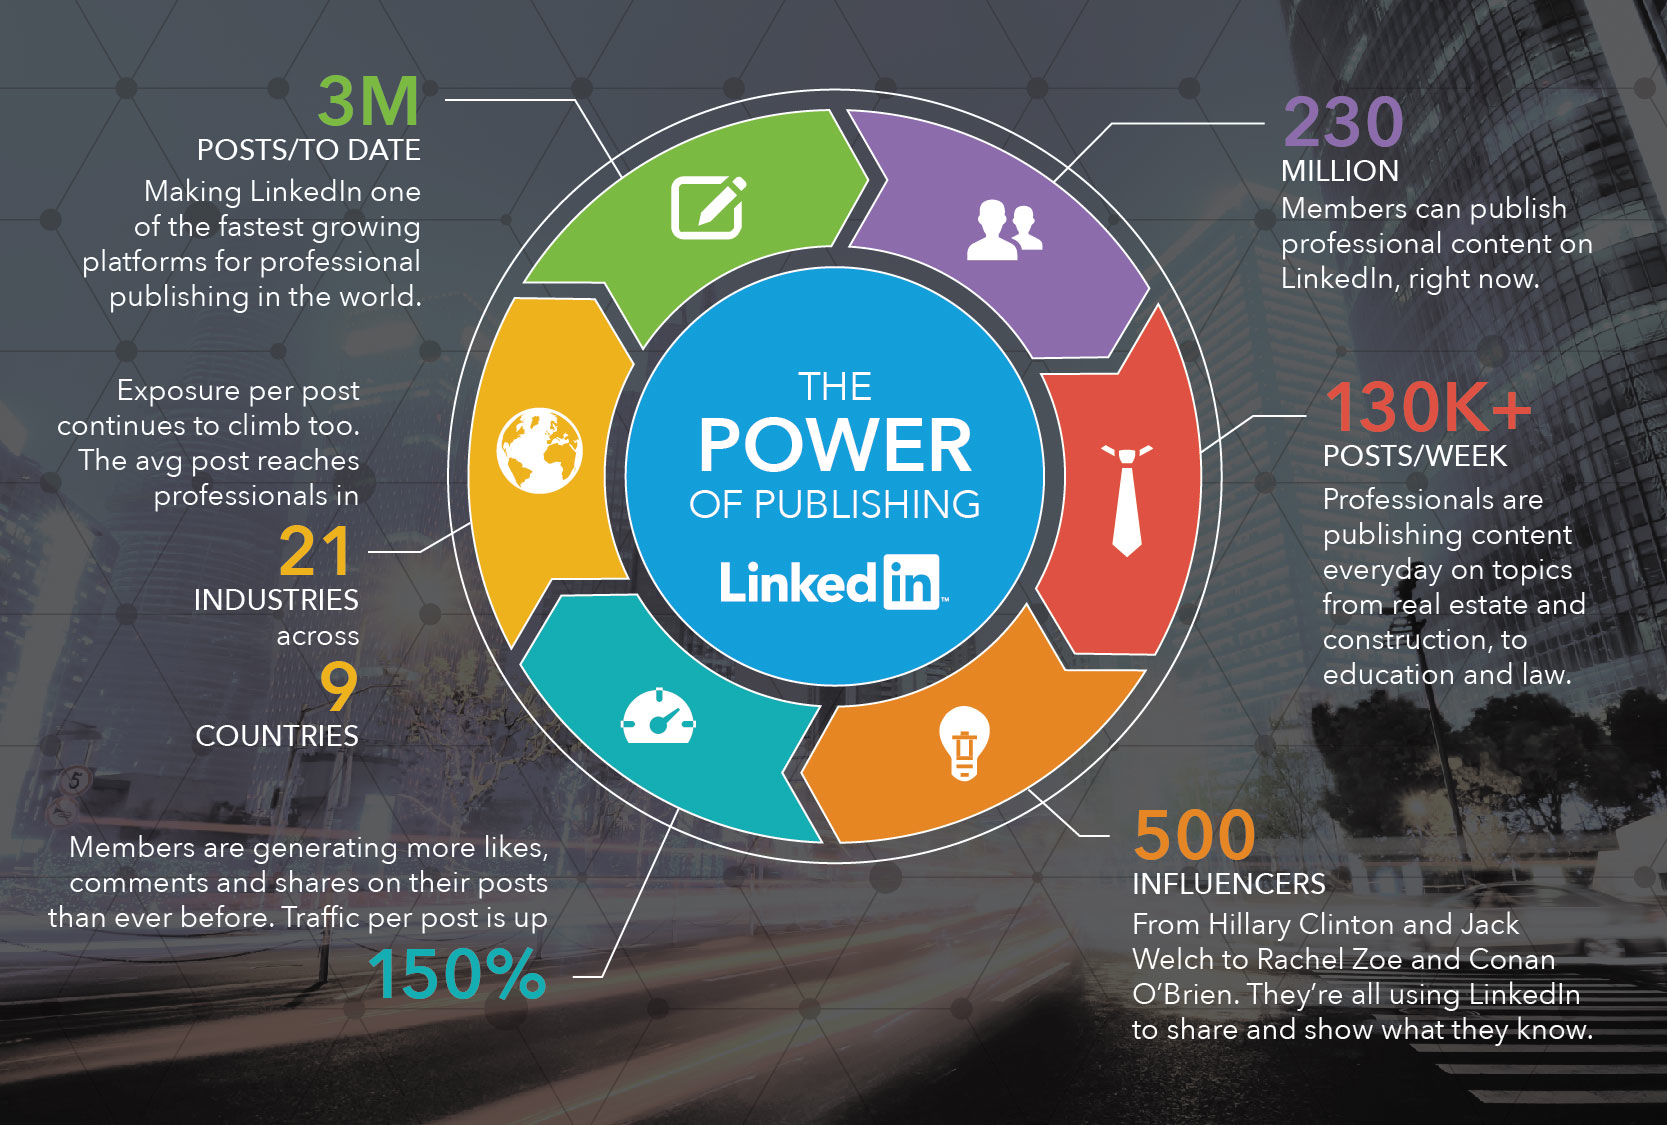 3M
POSTS/TO DATE
Making LinkedIn one
of the fastest growing
platforms for professional
publishing in the world.
230
MILLION
Members can publish
professional content on
LinkedIn, right now.
130K+
POSTS/WEEK
Professionals are
publishing content
everyday on topics
from real estate and
construction, to
education and law.
500
INFLUENCERS
From Hillary Clinton and Jack
Welch to Rachel Zoe and Conan
O’Brien. They’re all using LinkedIn
to share and show what they know.
Members are generating more likes,
comments and shares on their posts
than ever before. Traffic per post is up
150%
Exposure per post
continues to climb too.
The avg post reaches
professionals in
21
INDUSTRIES
across
9
COUNTRIES
THE
POWER
OF PUBLISHING
Linked in™
5